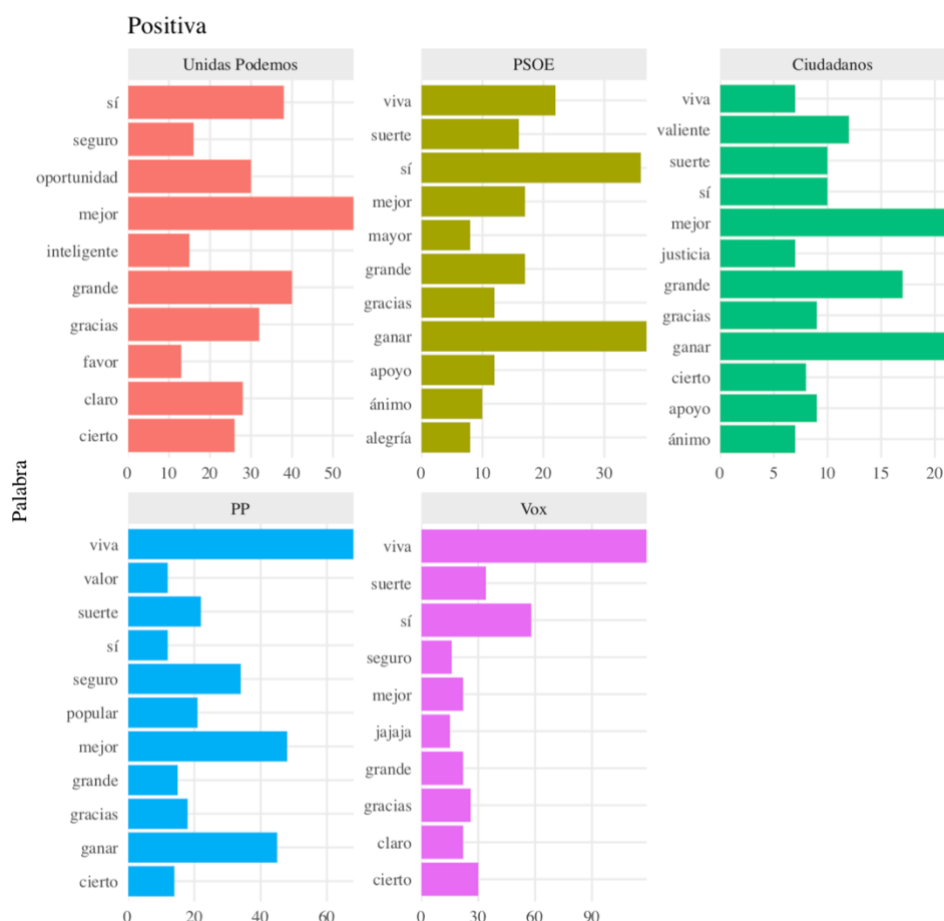 Positiva
Unidas Podemos
sí
seguro
oportunidad
mejor
inteligente
grande
gracias
favor
claro
cierto
0 10 20 30 40 50
PSOE
viva
suerte
sí
mejor
mayor
grande
gracias
ganar
apoyo
ánimo
alegría
0 10 20 30
Ciudadanos
viva
valiente
suerte
sí
mejor
justicia
grande
gracias
ganar
cierto
apoyo
ánimo
0 5 10 15 20
Palabra
PP
viva
valor
suerte
sí
seguro
popular
mejor
grande
gracias
ganar
cierto
0 20 40 60
Vox
viva
suerte
sí
seguro
mejor
jajaja
grande
gracias
claro
cierto
0 30 60 90